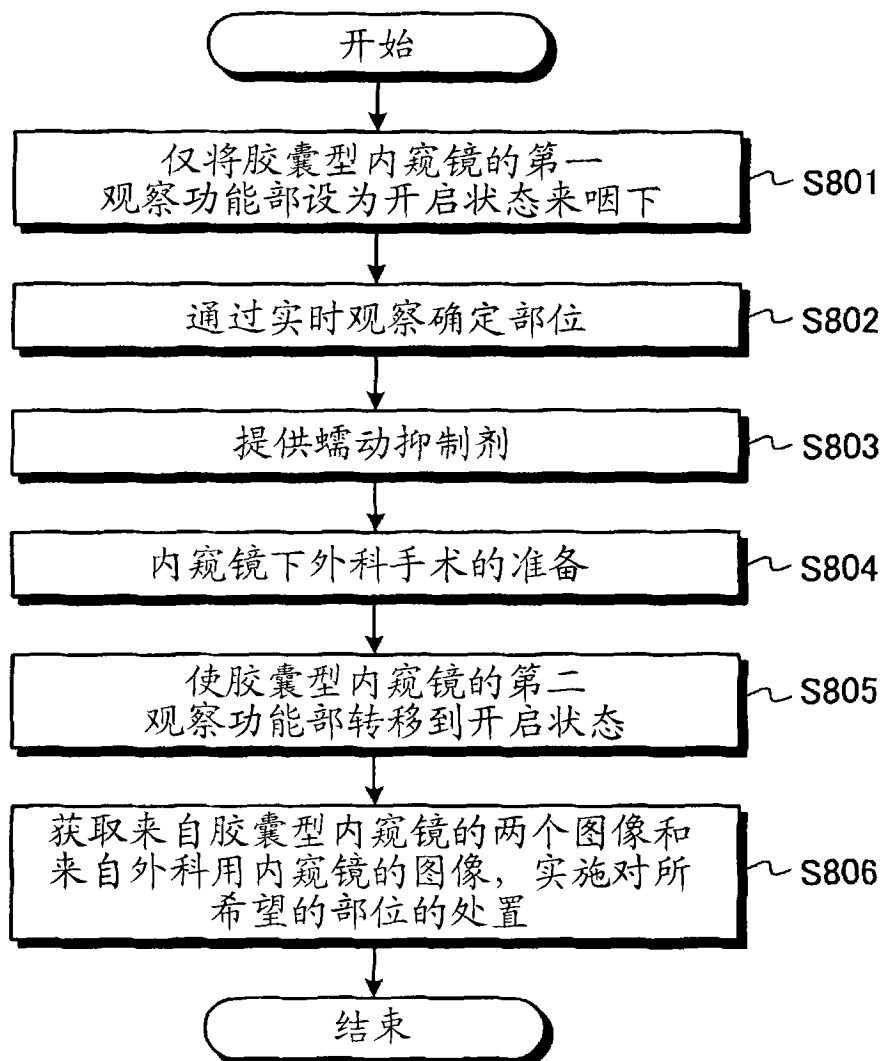 开始
仅将胶囊型内窥镜的第一
观察功能部设为开启状态来咽下
S801
通过实时观察确定部位
S802
提供蠕动抑制剂
S803
内窥镜下外科手术的准备
S804
使胶囊型内窥镜的第二
观察功能部转移到开启状态
S805
获取来自胶囊型内窥镜的两个图像和
来自外科用内窥镜的图像，实施对所
希望的部位的处置
S806
结束